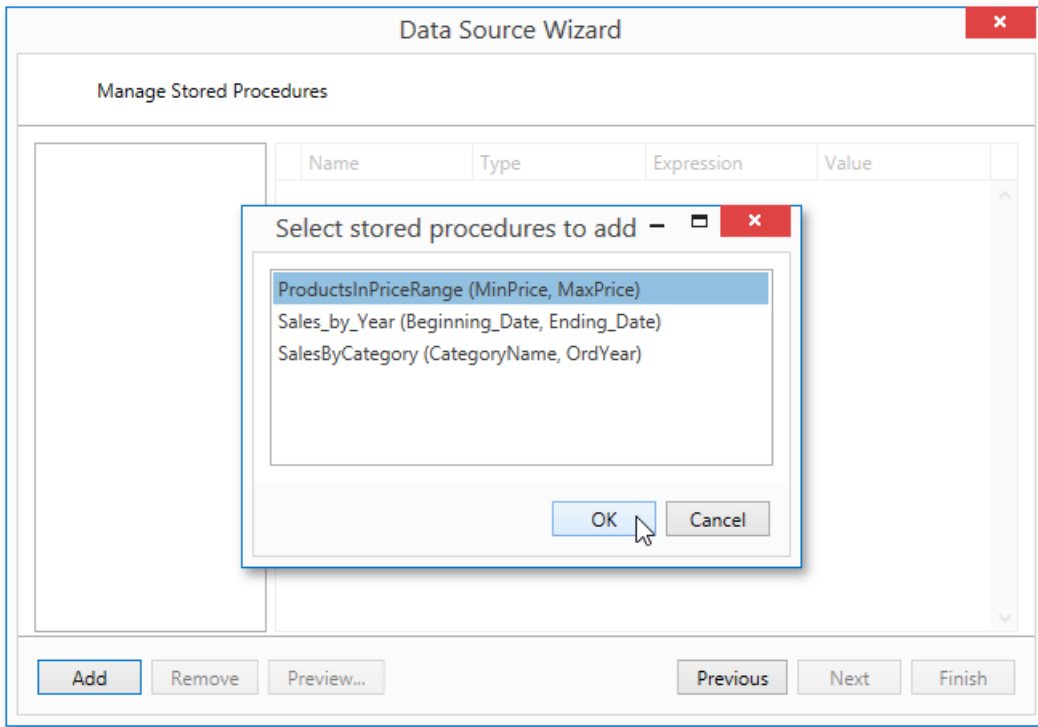 Data Source Wizard
Manage Stored Procedures
Name Type Expression Value
Select stored procedures to add
ProductsInPriceRange (MinPrice, MaxPrice)
Sales_by_Year (Beginning_Date, Ending_Date)
SalesByCategory (CategoryName, OrdYear)
OK Cancel
Add Remove Preview... Previous Next Finish